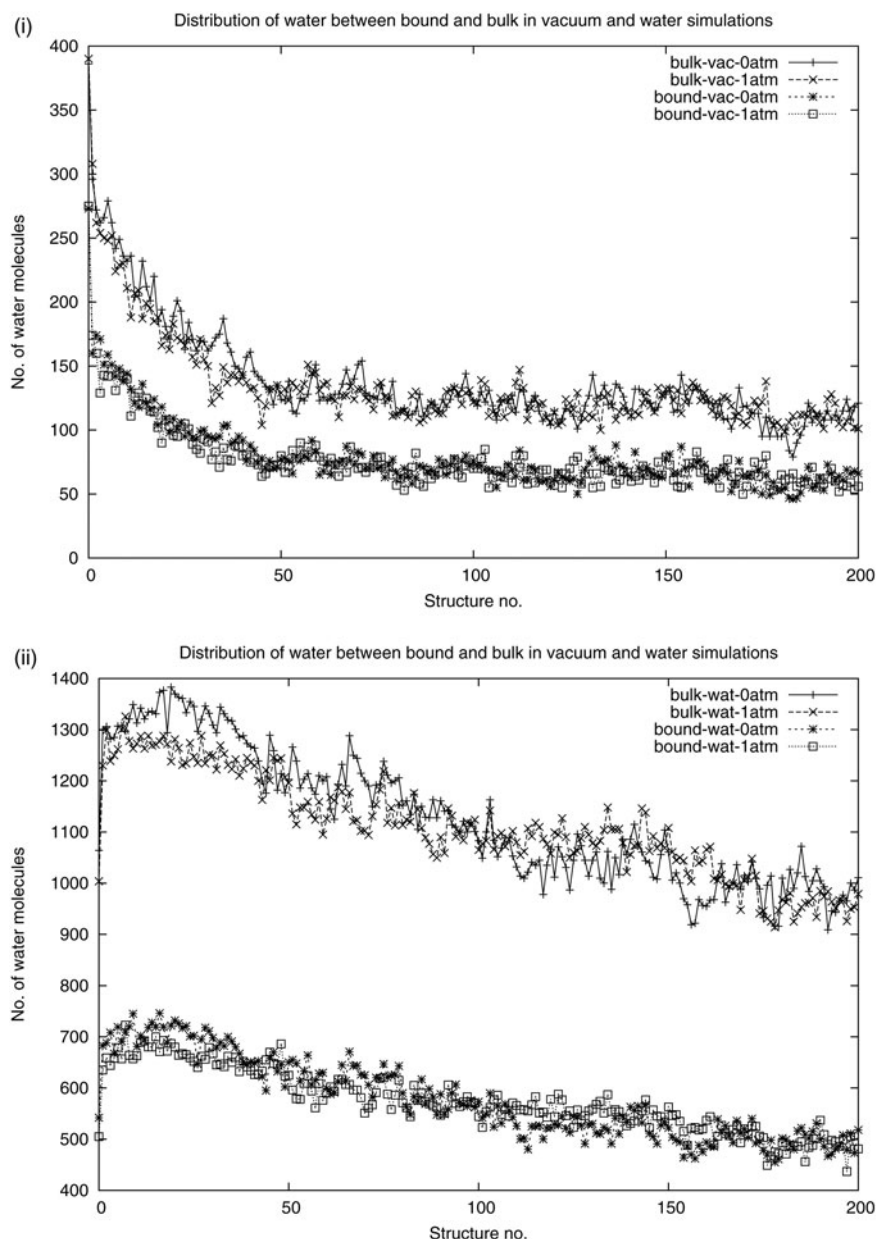 (i)
Distribution of water between bound and bulk in vacuum and water simulations
400
350
300
250
200
150
100
50
0
No. of water molecules
bulk-vac-0atm
bulk-vac-1atm
bound-vac-0atm
bound-vac-1atm
0 50 100 150 200
Structure no.
(ii)
Distribution of water between bound and bulk in vacuum and water simulations
1400
1300
1200
1100
1000
900
800
700
600
500
400
No. of water molecules
bulk-wat-0atm
bulk-wat-1atm
bound-wat-0atm
bound-wat-1atm
0 50 100 150 200
Structure no.